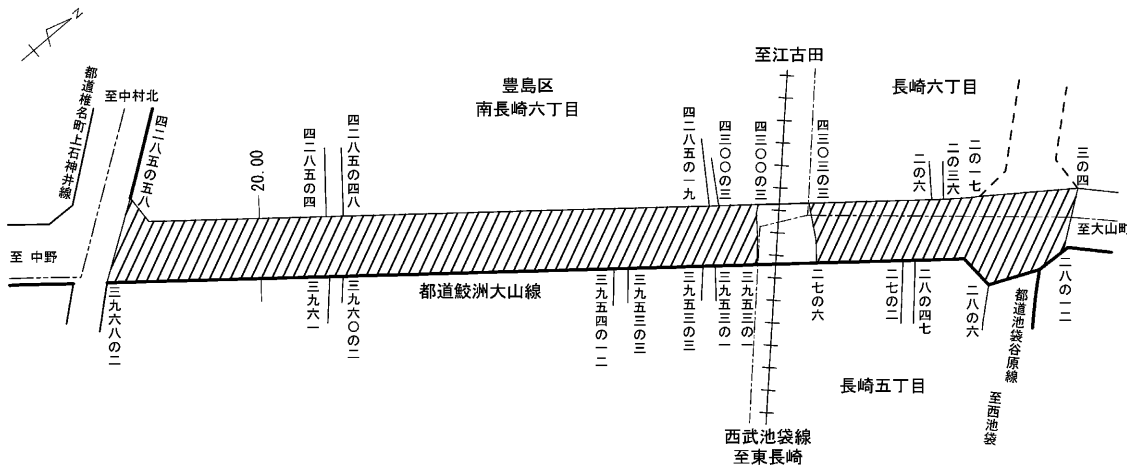 N
都道椎名町上石神井線
至中村北
四二八五の五八
20.00
四二八五の四
四二八五の四八
豊島区
南長崎六丁目
四二八五の一九
四三〇〇の三
四三〇〇の三
至江古田
四三〇三の三
長崎六丁目
二の六
二の三六
二の一七
三の四
至 中野
至大山町
三九六八の二
三九六一
三九六〇の二
都道鮫洲大山線
三九五四の一二
三九五三の三
三九五三の三
三九五三の一
三九五三の一
二七の六
二七の二
二八の四七
二八の六
都道池袋谷原線
至西池袋
二八の一二
長崎五丁目
西武池袋線
至東長崎